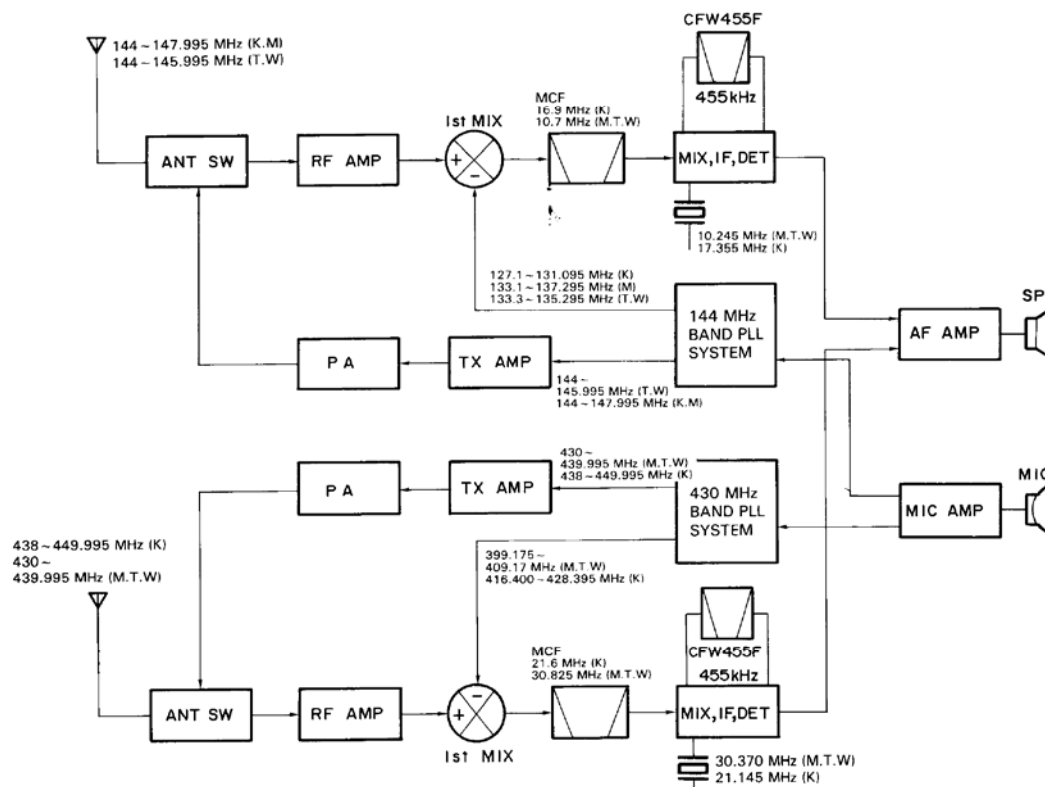 CFW455F
455kHz
144~147.995 MHz (K.M)
144~145.995 MHz (T.W)
MCF
16.9 MHz (K)
10.7 MHz (M.T.W)
1st MIX
ANT SW
RF AMP
+
−
MIX,IF,DET
10.245 MHz (M.T.W)
17.355 MHz (K)
127.1~131.095 MHz (K)
133.1~137.295 MHz (M)
133.3~135.295 MHz (T.W)
144 MHz
BAND PLL
SYSTEM
SP
AF AMP
PA
TX AMP
144~
145.995 MHz (T.W)
144~147.995 MHz (K.M)
430~
439.995 MHz (M.T.W)
438~449.995 MHz (K)
PA
TX AMP
430 MHz
BAND PLL
SYSTEM
MIC
MIC AMP
438~449.995 MHz (K)
430~
439.995 MHz (M.T.W)
399.175~
409.17 MHz (M.T.W)
416.400~428.395 MHz (K)
CFW455F
455kHz
MCF
21.6 MHz (K)
30.825 MHz (M.T.W)
ANT SW
RF AMP
−
+
1st MIX
MIX,IF,DET
30.370 MHz (M.T.W)
21.145 MHz (K)